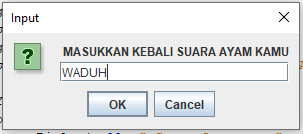 Input
MASUKKAN KEBALI SUARA AYAM KAMU
WADUH
OK
Cancel